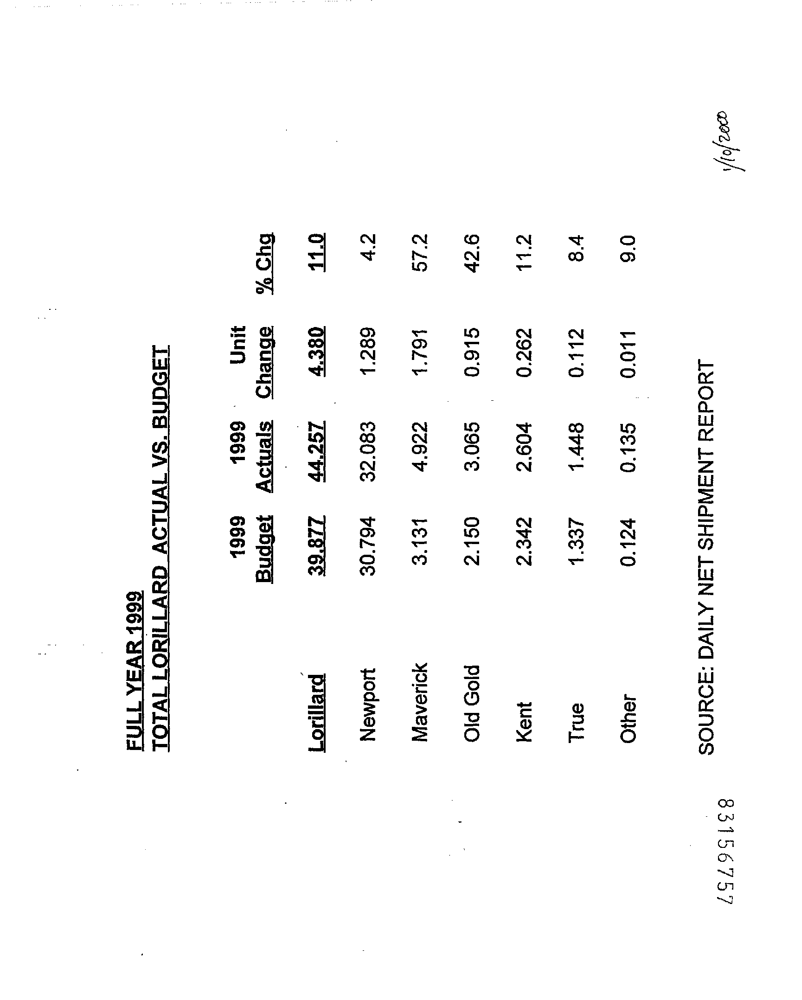 FULL YEAR 1999
TOTAL LORILLARD ACTUAL VS. BUDGET
1999 1999 Unit
Budget Actuals Change % Chg
Lorillard 39.877 44.257 4.380 11.0
Newport 30.794 32.083 1.289 4.2
Maverick 3.131 4.922 1.791 57.2
Old Gold 2.150 3.065 0.915 42.6
Kent 2.342 2.604 0.262 11.2
True 1.337 1.448 0.112 8.4
Other 0.124 0.135 0.011 9.0
SOURCE: DAILY NET SHIPMENT REPORT
1/10/2000
83156757